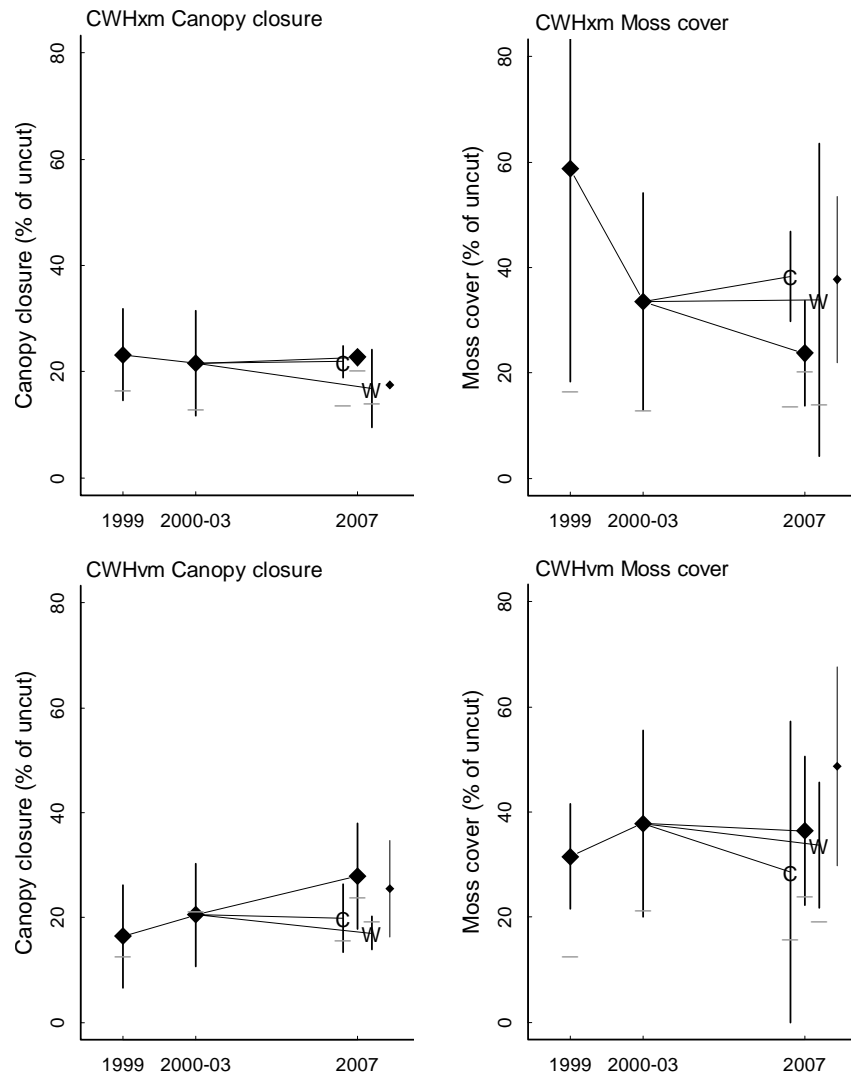 CWHxm Canopy closure
Canopy closure (% of uncut)
80
60
40
20
0
C
W
1999 2000-03 2007
CWHxm Moss cover
Moss cover (% of uncut)
80
60
40
20
0
C
W
1999 2000-03 2007
CWHvm Canopy closure
Canopy closure (% of uncut)
80
60
40
20
0
C
W
1999 2000-03 2007
CWHvm Moss cover
Moss cover (% of uncut)
80
60
40
20
0
W
C
1999 2000-03 2007